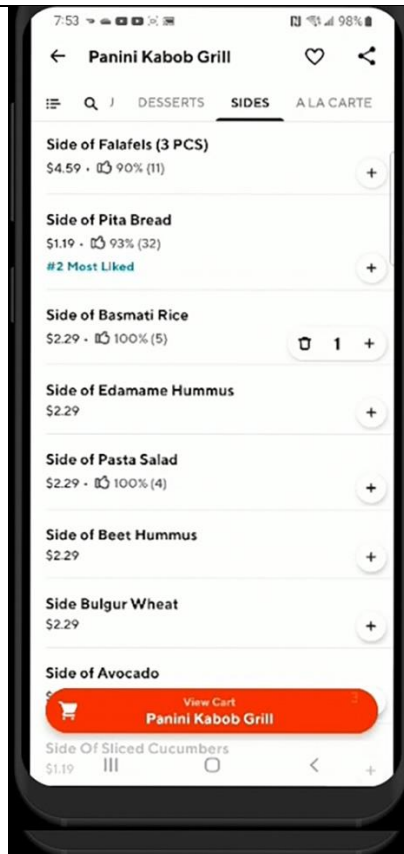 7:53
98%
Panini Kabob Grill
DESSERTS SIDES A LA CARTE
Side of Falafels (3 PCS)
$4.59 • 90% (11)
Side of Pita Bread
$1.19 • 93% (32)
#2 Most Liked
Side of Basmati Rice
$2.29 • 100% (5)
1
Side of Edamame Hummus
$2.29
Side of Pasta Salad
$2.29 • 100% (4)
Side of Beet Hummus
$2.29
Side Bulgur Wheat
$2.29
Side of Avocado
View Cart
3
Panini Kabob Grill
Side Of Sliced Cucumbers
$1.19